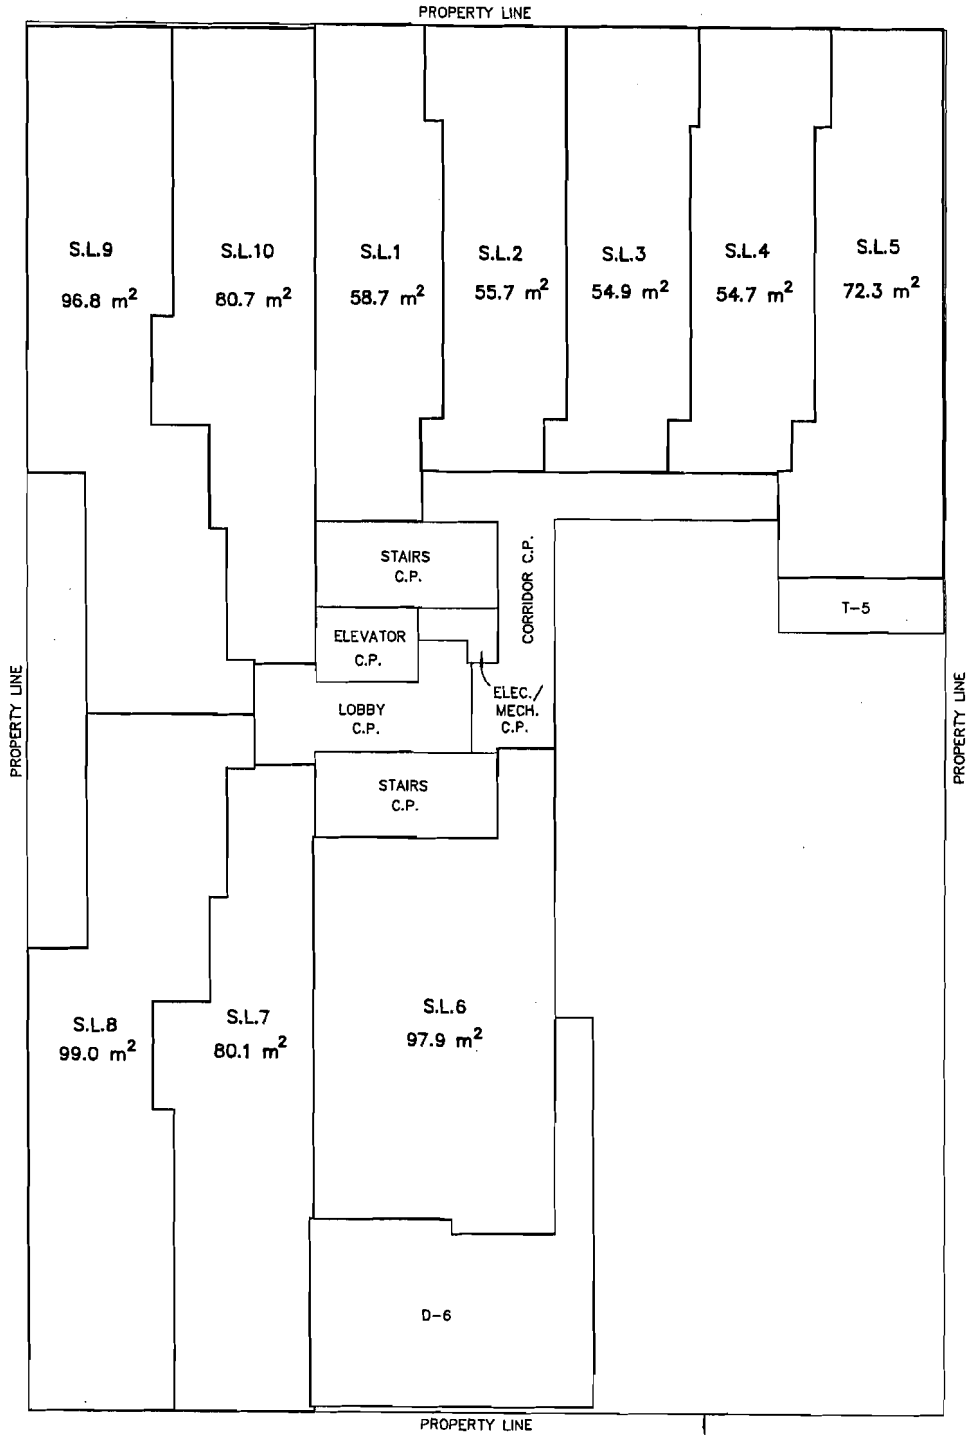 PROPERTY LINE
S.L.9
96.8 m²
S.L.10
80.7 m²
S.L.1
58.7 m²
S.L.2
55.7 m²
S.L.3
54.9 m²
S.L.4
54.7 m²
S.L.5
72.3 m²
STAIRS
C.P.
CORRIDOR C.P.
T-5
ELEVATOR
C.P.
ELEC./
MECH.
C.P.
LOBBY
C.P.
PROPERTY LINE
PROPERTY LINE
STAIRS
C.P.
S.L.8
99.0 m²
S.L.7
80.1 m²
S.L.6
97.9 m²
D-6
PROPERTY LINE